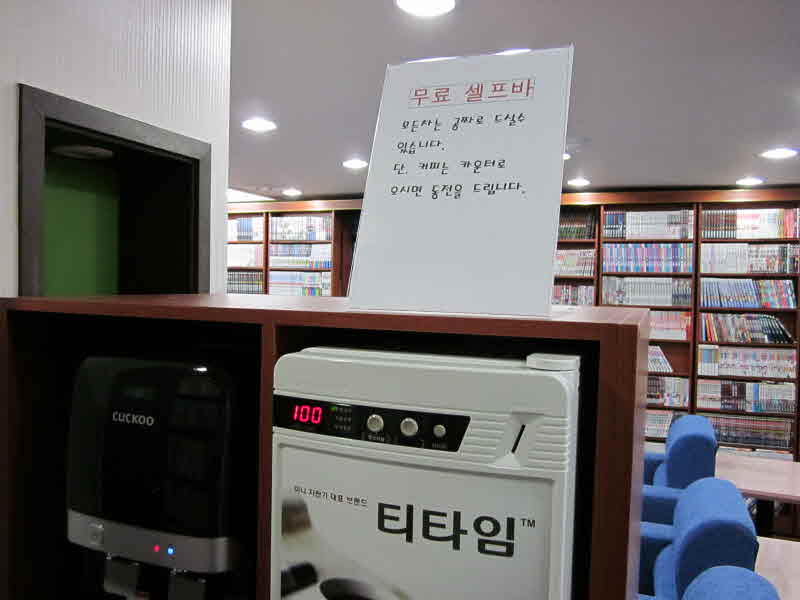 무료 셀프바
모든차는 공짜로 드실수
있습니다.
단, 커피는 카운터로
오시면 동전을 드립니다.
CUCKOO
100
미니 자판기 대표 브랜드
티타임™